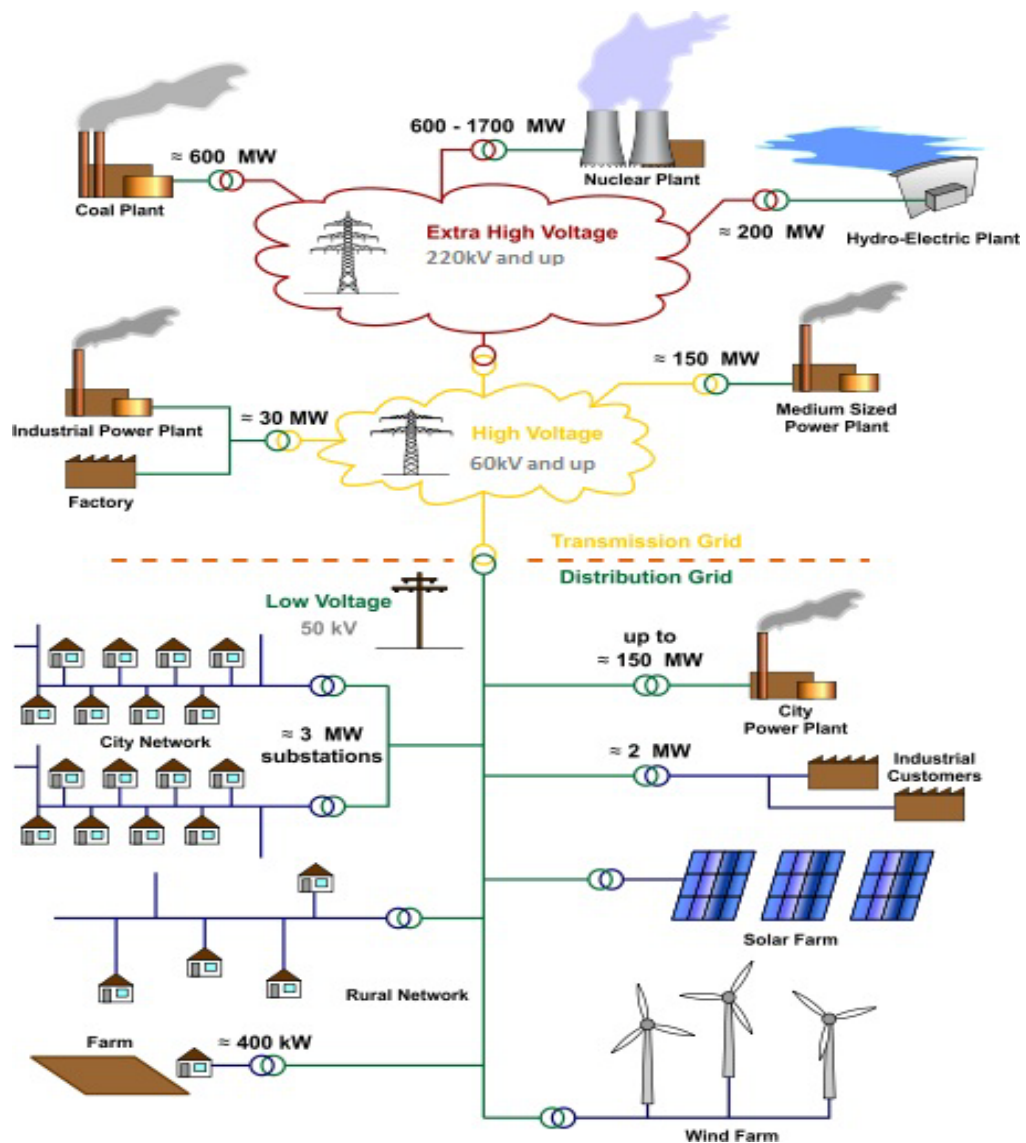 600 - 1700 MW
≈ 600 MW
Nuclear Plant
Coal Plant
Extra High Voltage
220kV and up
≈ 200 MW
Hydro-Electric Plant
≈ 150 MW
Medium Sized
Power Plant
≈ 30 MW
Industrial Power Plant
High Voltage
60kV and up
Factory
Transmission Grid
Distribution Grid
Low Voltage
50 kV
up to
≈ 150 MW
City
Power Plant
City Network
≈ 3 MW
substations
≈ 2 MW
Industrial
Customers
Solar Farm
Rural Network
Farm
≈ 400 kW
Wind Farm